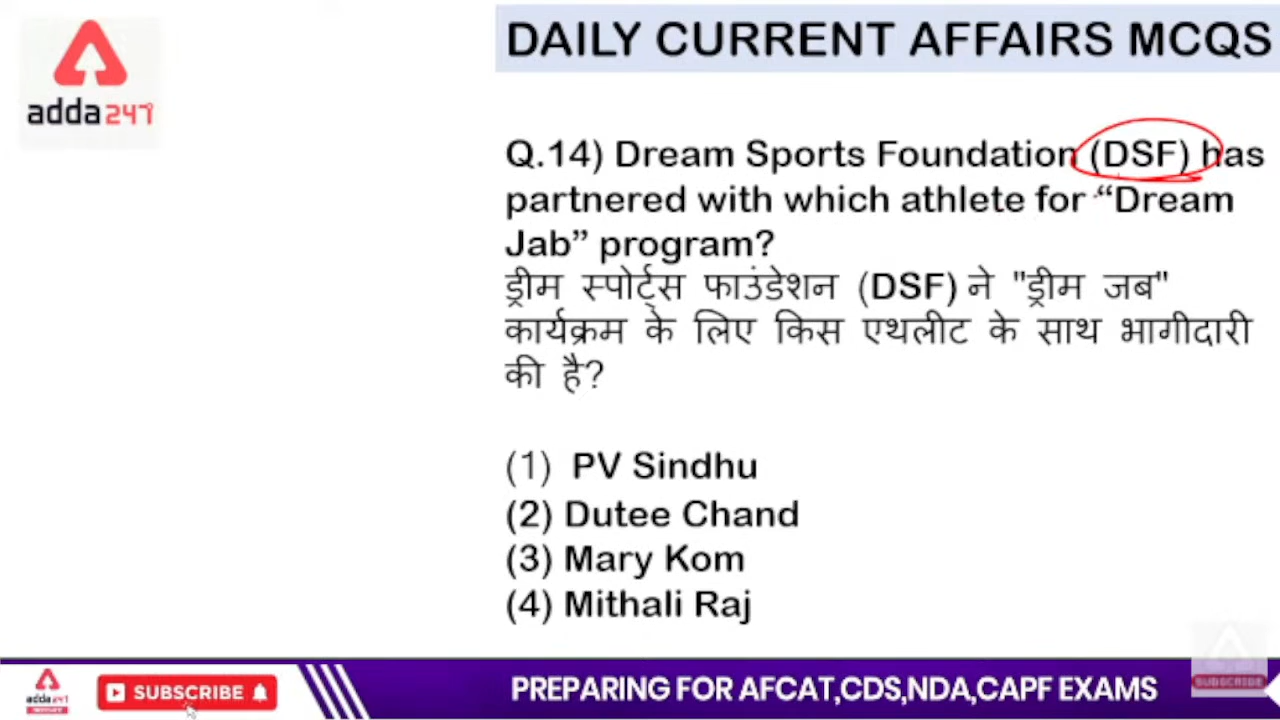 adda247
DAILY CURRENT AFFAIRS MCQS
Q.14) Dream Sports Foundation (DSF) has
partnered with which athlete for “Dream
Jab” program?
ड्रीम स्पोर्ट्स फाउंडेशन (DSF) ने "ड्रीम जब"
कार्यक्रम के लिए किस एथलीट के साथ भागीदारी
की है?
(1) PV Sindhu
(2) Dutee Chand
(3) Mary Kom
(4) Mithali Raj
adda247
SUBSCRIBE
PREPARING FOR AFCAT,CDS,NDA,CAPF EXAMS
SUBSCRIBE